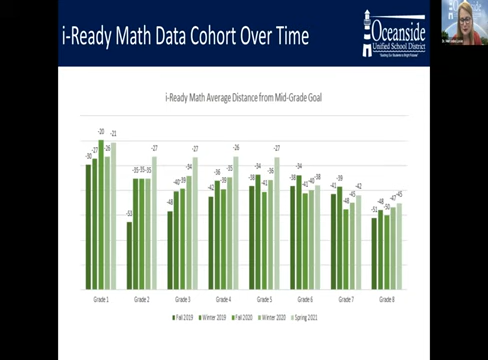 i-Ready Math Data Cohort Over Time
Oceanside
Unified School District
i-Ready Math Average Distance from Mid-Grade Goal
-30 -27 -20 -26 -21
-53 -35 -35 -35 -27
-48 -40 -39 -34 -27
-42 -36 -39 -35 -26
-38 -34 -41 -36 -27
-38 -34 -41 -40 -38
-41 -39 -48 -45 -42
-51 -48 -50 -47 -45
Grade 1 Grade 2 Grade 3 Grade 4 Grade 5 Grade 6 Grade 7 Grade 8
Fall 2019 Winter 2019 Fall 2020 Winter 2020 Spring 2021